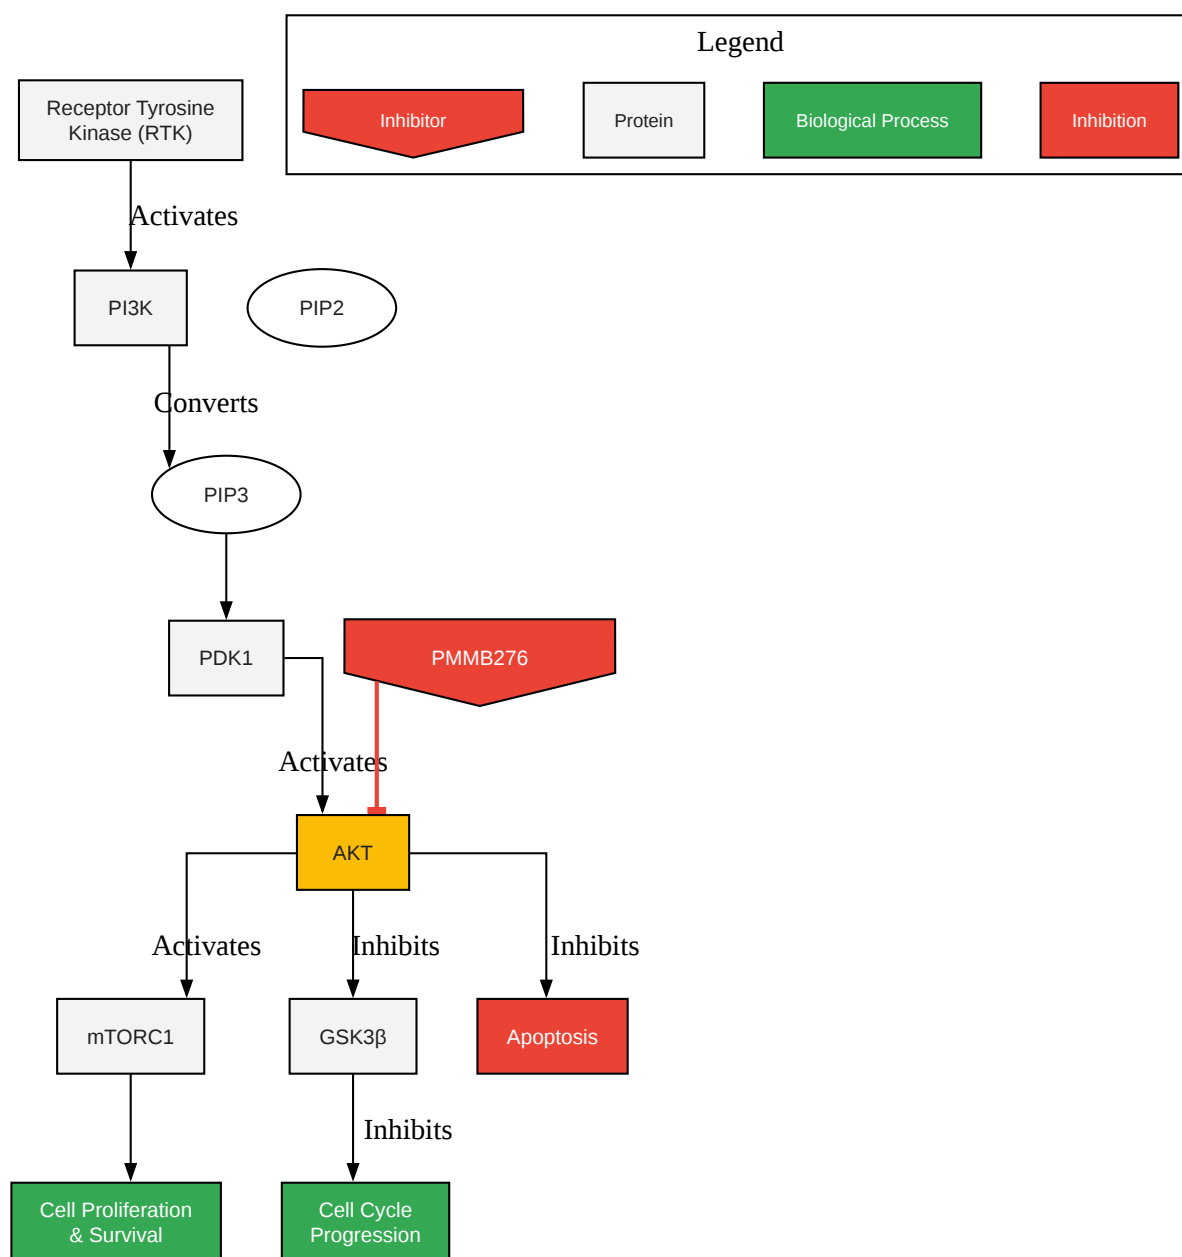 Legend
Inhibitor
Protein
Biological Process
Inhibition
Receptor Tyrosine
Kinase (RTK)
Activates
PI3K
PIP2
Converts
PIP3
PDK1
PMMB276
Activates
AKT
Activates
Inhibits
Inhibits
mTORC1
GSK3β
Apoptosis
Inhibits
Cell Proliferation
& Survival
Cell Cycle
Progression